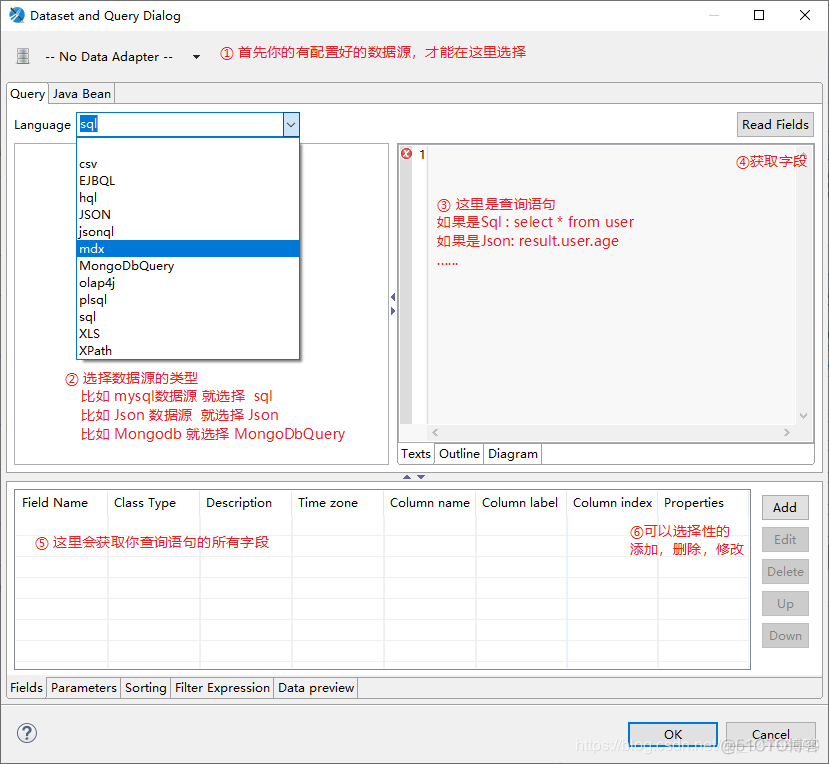 Dataset and Query Dialog
-- No Data Adapter --
① 首先你的有配置好的数据源，才能在这里选择
Query
Java Bean
Language
sql
Read Fields
csv
EJBQL
hql
JSON
jsonql
mdx
MongoDbQuery
olap4j
plsql
sql
XLS
XPath
1
④获取字段
③ 这里是查询语句
如果是Sql : select * from user
如果是Json: result.user.age
......
② 选择数据源的类型
比如 mysql数据源 就选择 sql
比如 Json 数据源 就选择 Json
比如 Mongodb 就选择 MongoDbQuery
Texts
Outline
Diagram
Field Name
Class Type
Description
Time zone
Column name
Column label
Column index
Properties
⑤ 这里会获取你查询语句的所有字段
⑥可以选择性的
添加，删除，修改
Add
Edit
Delete
Up
Down
Fields
Parameters
Sorting
Filter Expression
Data preview
OK
Cancel
@51CTO博客